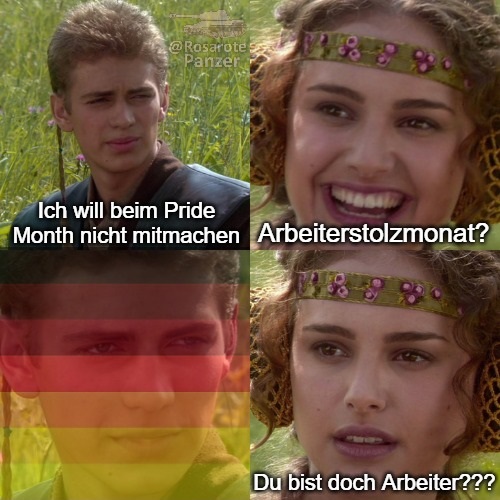 @Rosarote
Panzer
Ich will beim Pride
Month nicht mitmachen
Arbeiterstolzmonat?
Du bist doch Arbeiter???